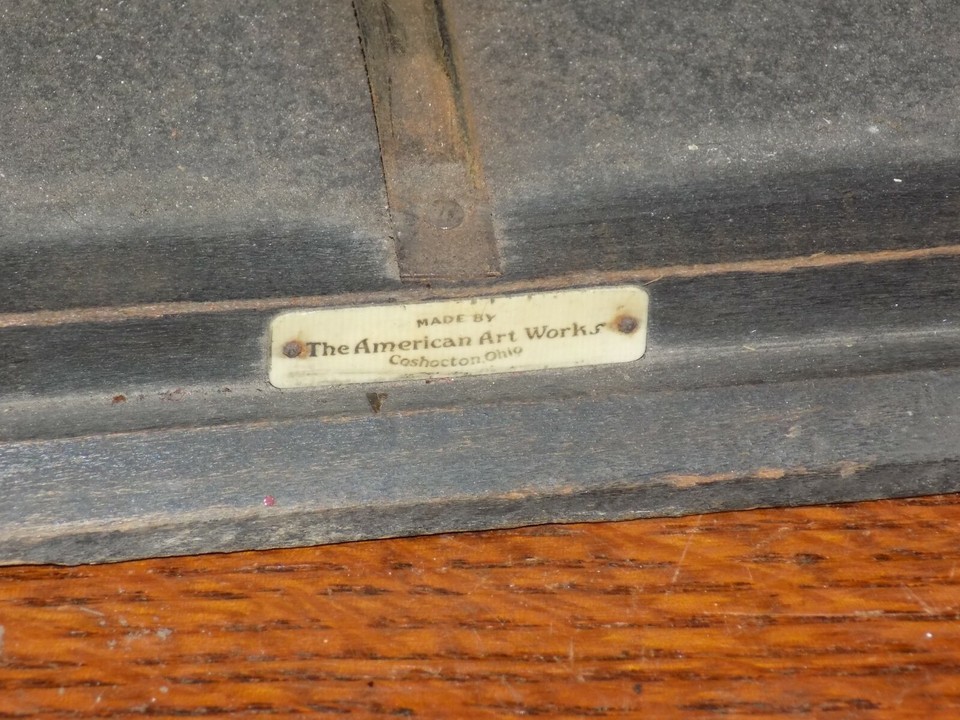 MADE BY
The American Art Works
Coshocton, Ohio